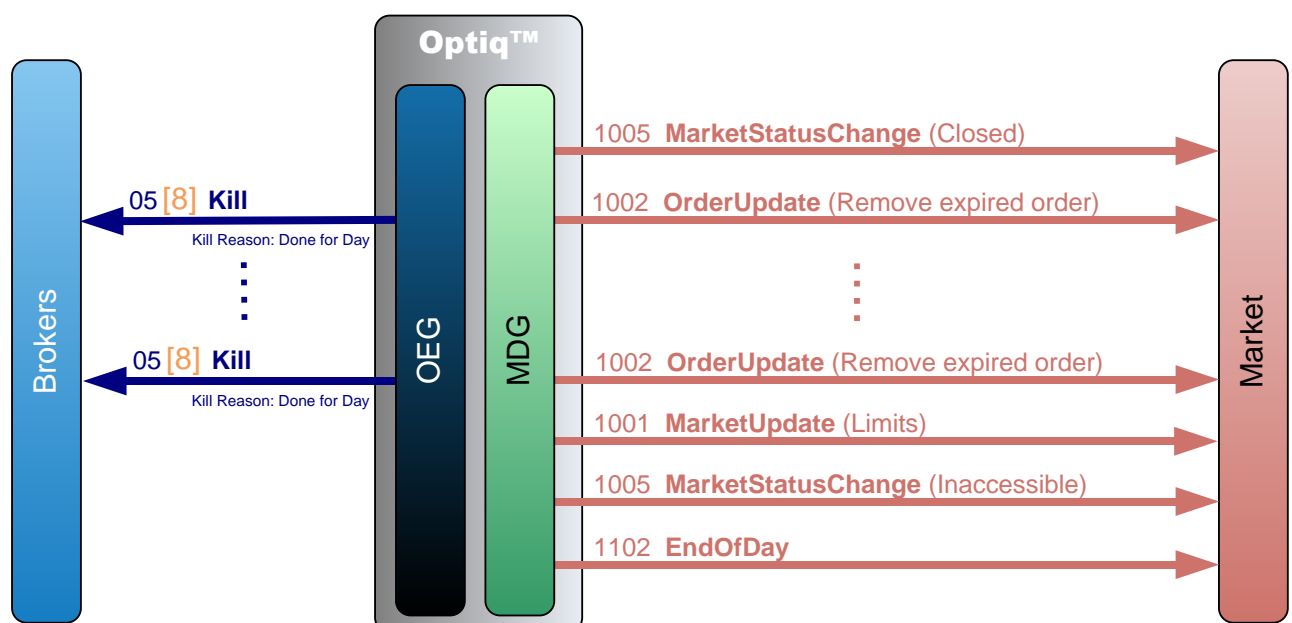 Optiq™
1005 MarketStatusChange (Closed)
05 [8] Kill
1002 OrderUpdate (Remove expired order)
Kill Reason: Done for Day
Brokers
OEG
MDG
Market
05 [8] Kill
1002 OrderUpdate (Remove expired order)
Kill Reason: Done for Day
1001 MarketUpdate (Limits)
1005 MarketStatusChange (Inaccessible)
1102 EndOfDay